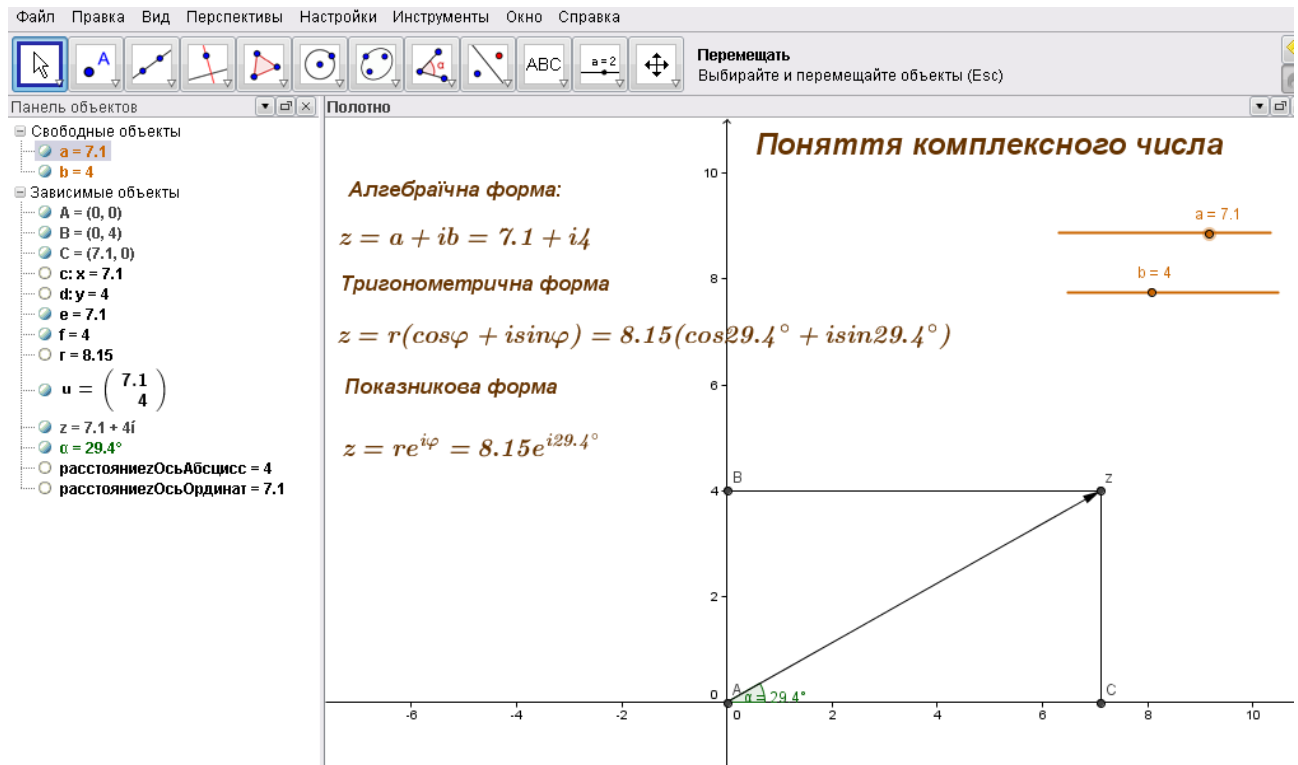 Файл Правка Вид Перспективы Настройки Инструменты Окно Справка
A α ABC a = 2
Перемещать
Выбирайте и перемещайте объекты (Esc)
Панель объектов
Полотно
Свободные объекты
a = 7.1
b = 4
Зависимые объекты
A = (0, 0)
B = (0, 4)
C = (7.1, 0)
c: x = 7.1
d: y = 4
e = 7.1
f = 4
r = 8.15
u = ( 7.1
4 )
z = 7.1 + 4í
α = 29.4°
расстояниеzОсьАбсцисс = 4
расстояниеzОсьОрдинат = 7.1
Поняття комплексного числа
Алгебраїчна форма:
z = a + ib = 7.1 + i4
Тригонометрична форма
z = r(cosφ + isinφ) = 8.15(cos29.4° + isin29.4°)
Показникова форма
z = re^{iφ} = 8.15e^{i29.4°}
a = 7.1
b = 4
10
8
6
4
2
0
B
z
A
α = 29.4°
C
-6 -4 -2 0 2 4 6 8 10